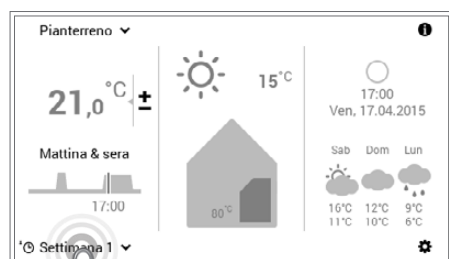 Pianterreno
21,0°C ±
Mattina & sera
17:00
Settimana 1
15°C
80°C
17:00
Ven, 17.04.2015
Sab Dom Lun
16°C 12°C 9°C
11°C 10°C 6°C